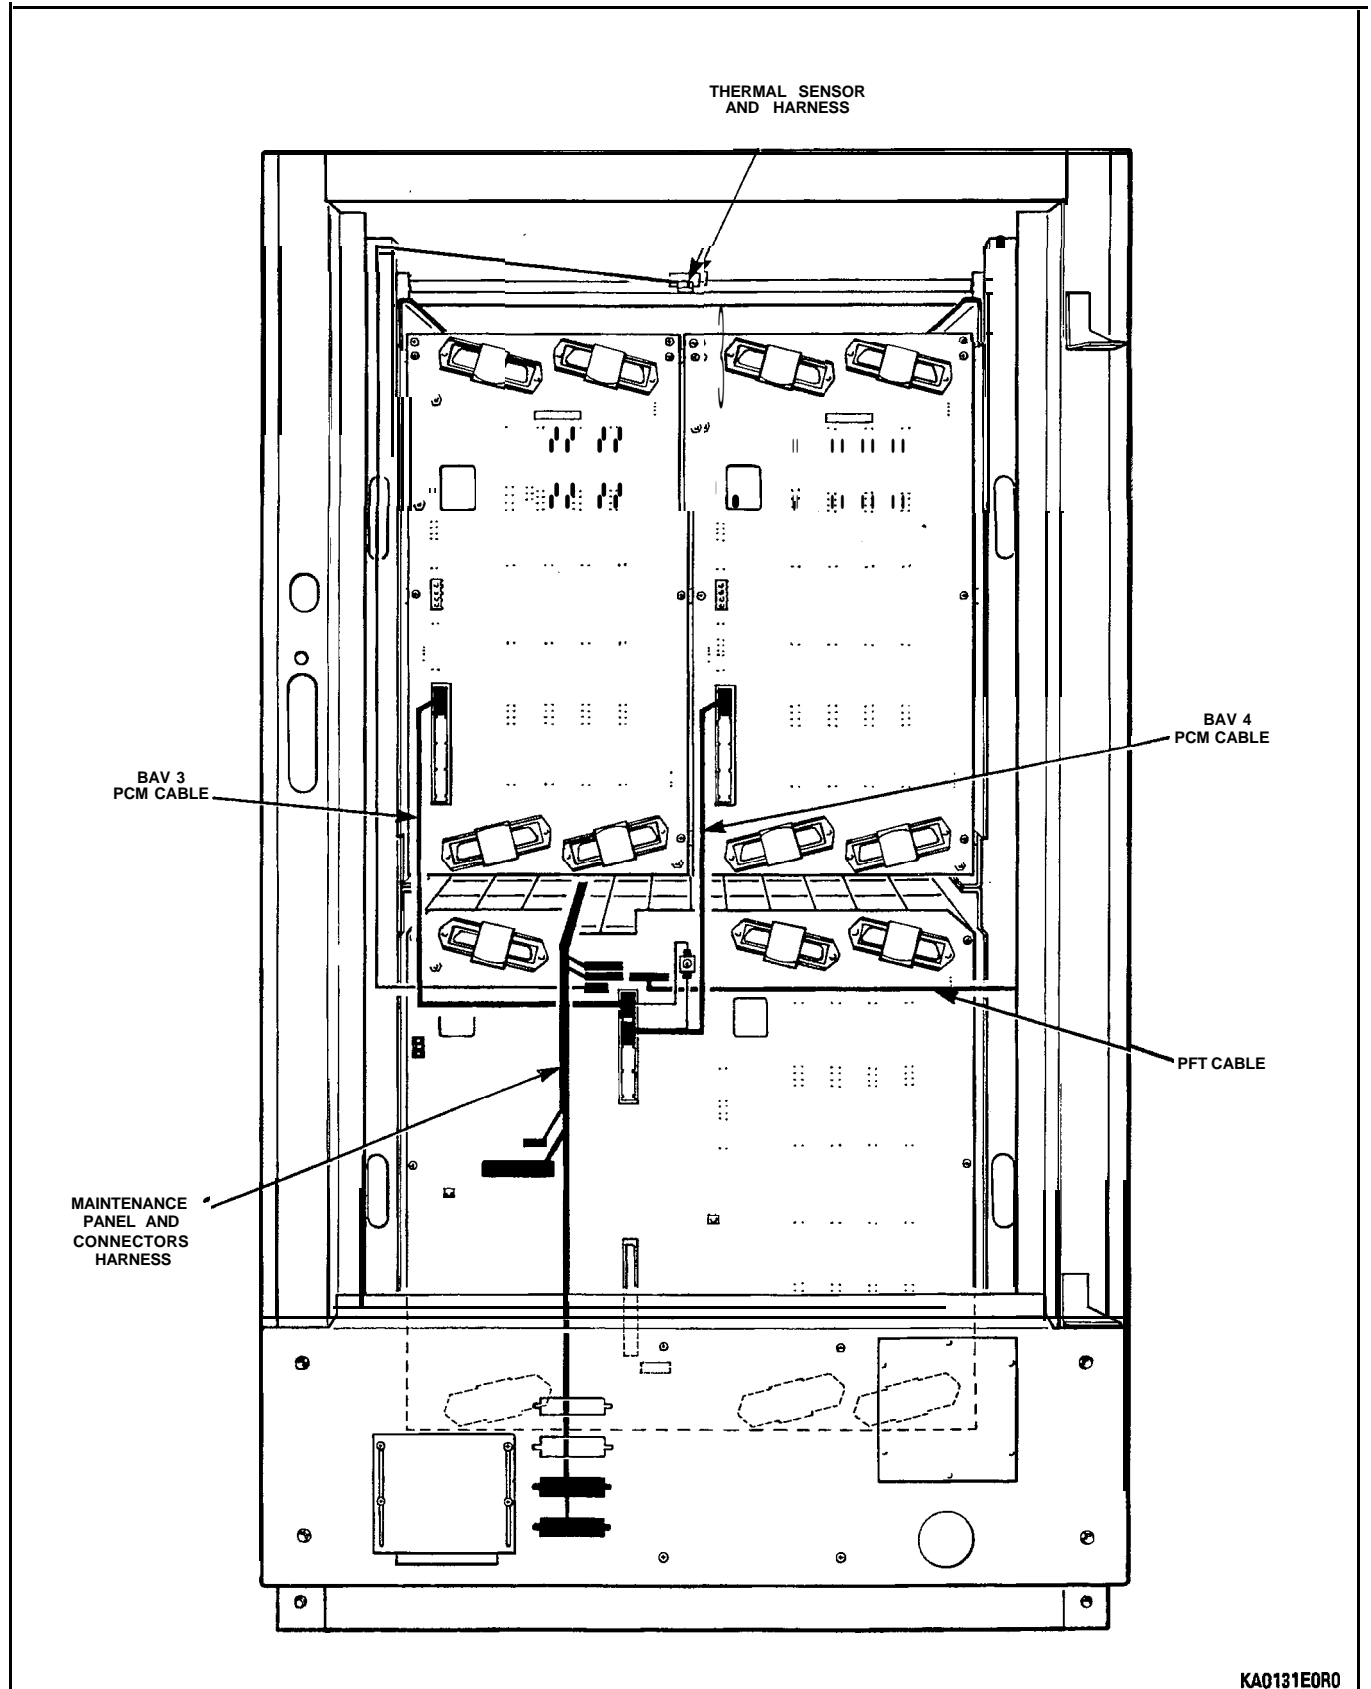 THERMAL SENSOR
AND HARNESS
BAV 4
PCM CABLE
BAV 3
PCM CABLE
PFT CABLE
MAINTENANCE
PANEL AND
CONNECTORS
HARNESS
KA0131E0R0